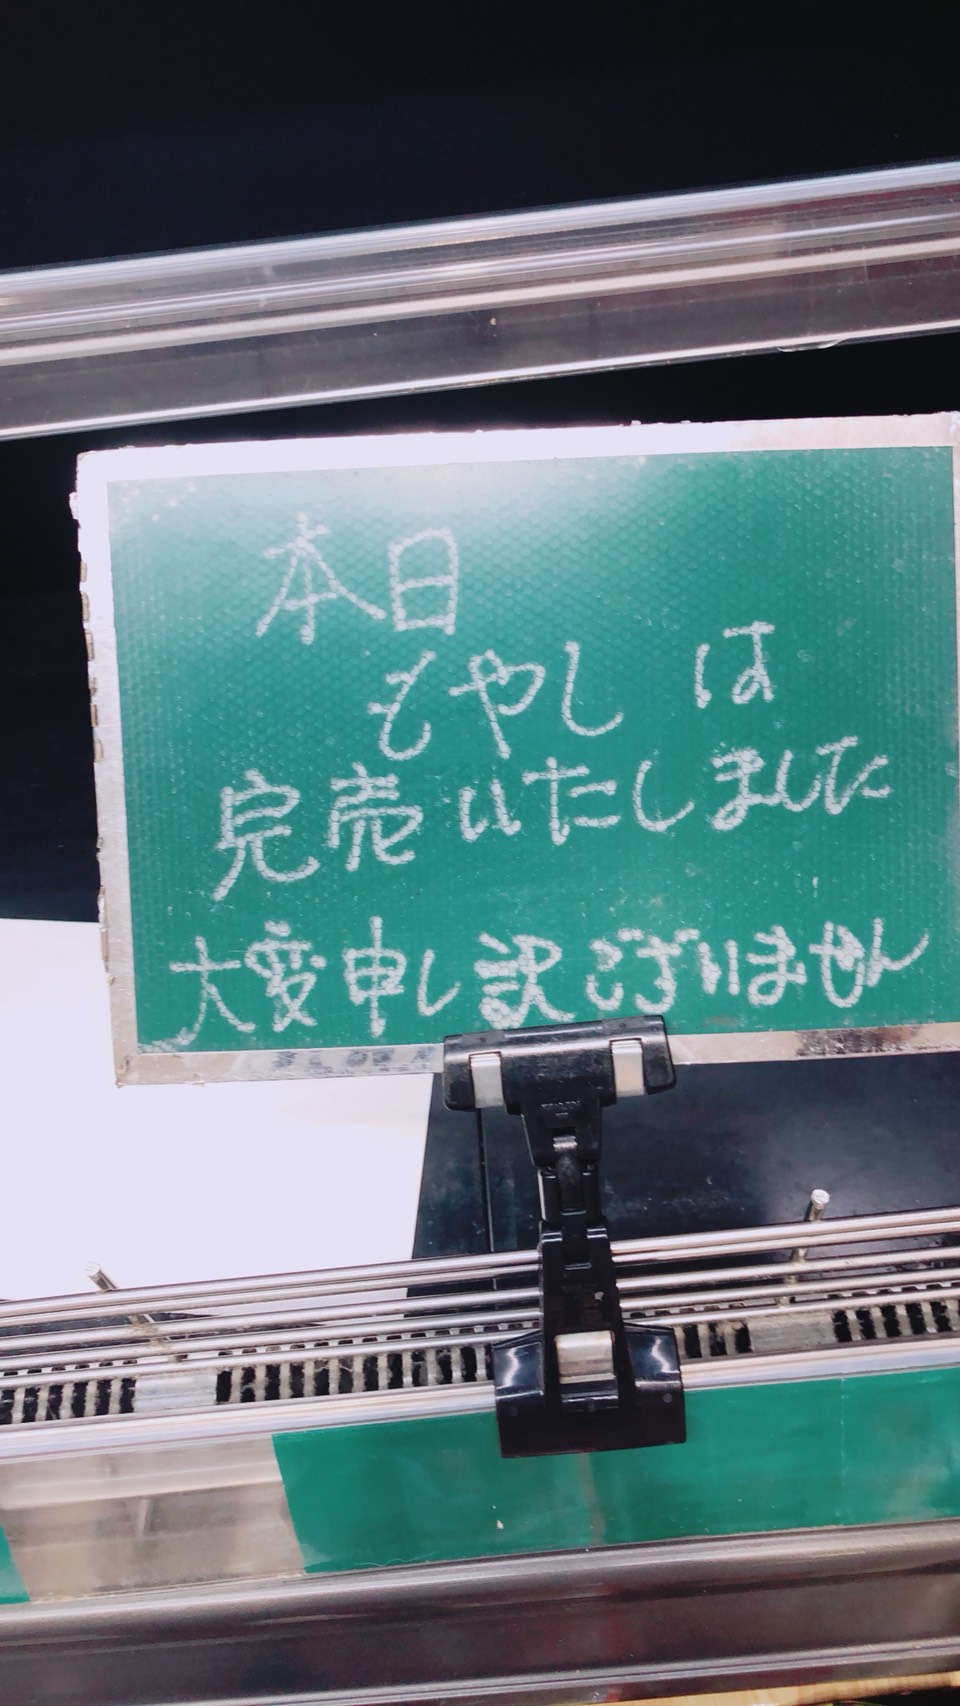 本日
もやし は
完売いたしました
大変申し訳ございません